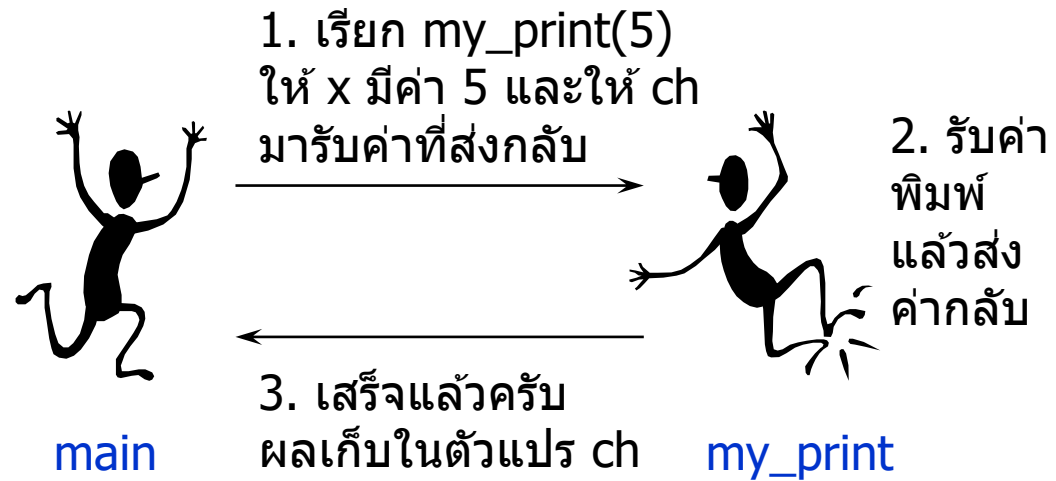 1. เรียก my_print(5)
ให้ x มีค่า 5 และให้ ch
มารับค่าที่ส่งกลับ
2. รับค่า
พิมพ์
แล้วส่ง
ค่ากลับ
3. เสร็จแล้วครับ
ผลเก็บในตัวแปร ch
main
my_print